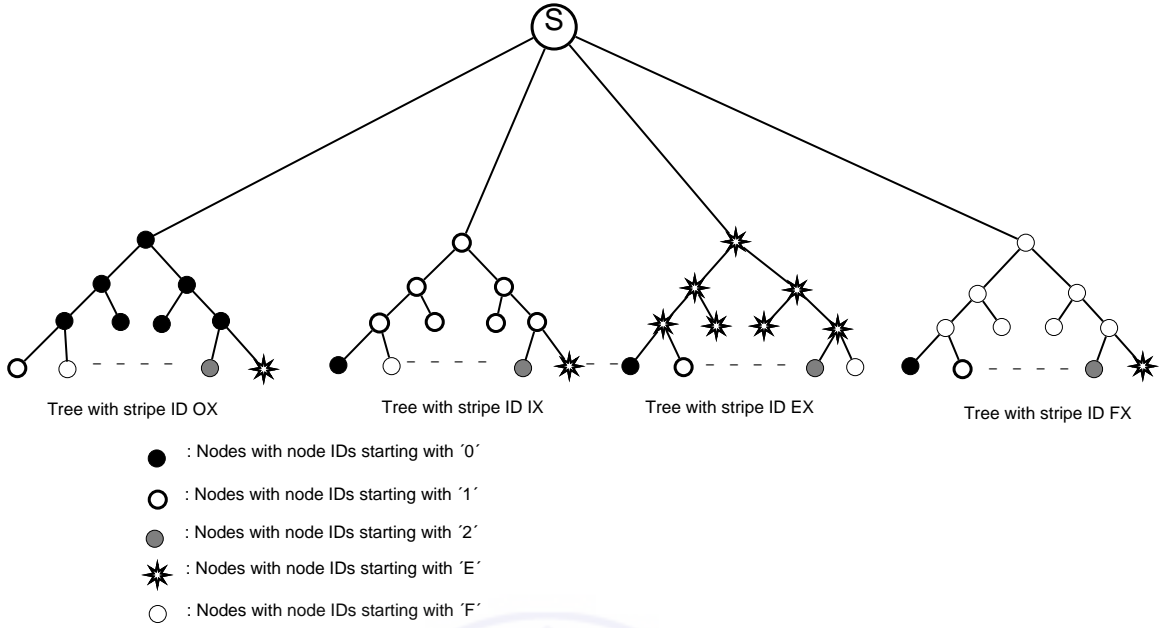 S
Tree with stripe ID OX
Tree with stripe ID IX
Tree with stripe ID EX
Tree with stripe ID FX
: Nodes with node IDs starting with ´0´
: Nodes with node IDs starting with ´1´
: Nodes with node IDs starting with ´2´
: Nodes with node IDs starting with ´E´
: Nodes with node IDs starting with ´F´